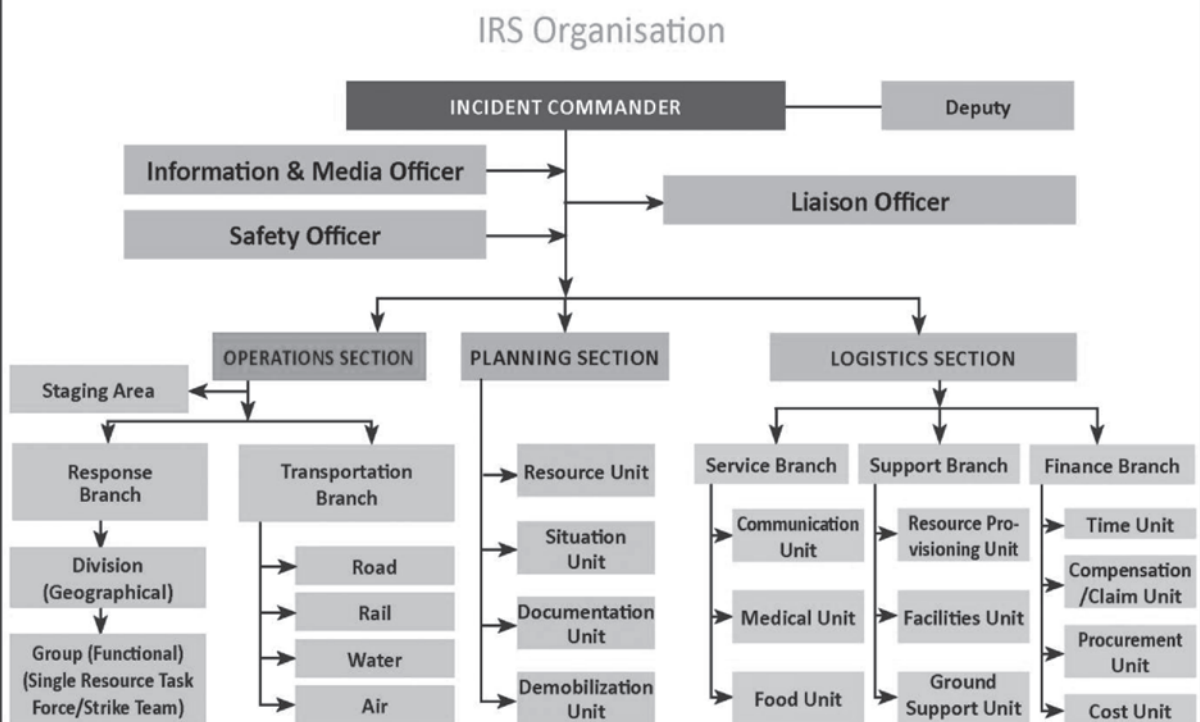 IRS Organisation
INCIDENT COMMANDER
Deputy
Information & Media Officer
Liaison Officer
Safety Officer
OPERATIONS SECTION
PLANNING SECTION
LOGISTICS SECTION
Staging Area
Response
Branch
Transportation
Branch
Division
(Geographical)
Group (Functional)
(Single Resource Task
Force/Strike Team)
Road
Rail
Water
Air
Resource Unit
Situation
Unit
Documentation
Unit
Demobilization
Unit
Service Branch
Support Branch
Finance Branch
Communication
Unit
Medical Unit
Food Unit
Resource Pro-
visioning Unit
Facilities Unit
Ground
Support Unit
Time Unit
Compensation
/Claim Unit
Procurement
Unit
Cost Unit